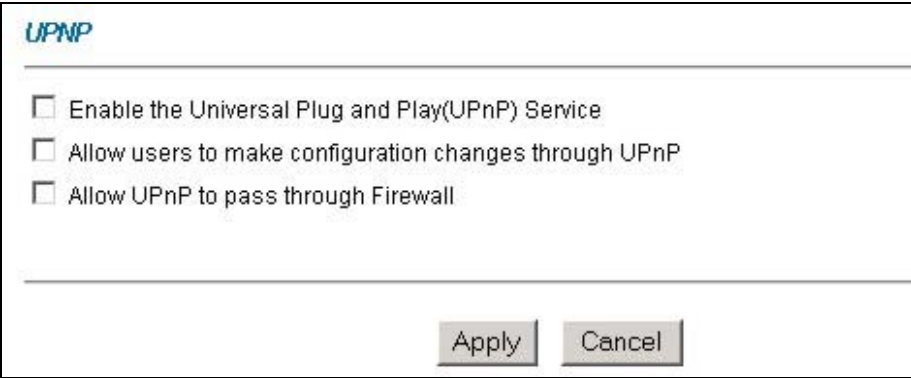 UPNP
Enable the Universal Plug and Play(UPnP) Service
Allow users to make configuration changes through UPnP
Allow UPnP to pass through Firewall
Apply Cancel